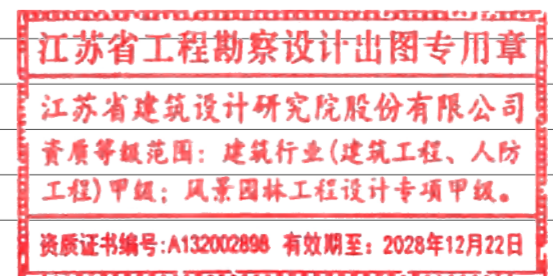 江苏省工程勘察设计出图专用章
江苏省建筑设计研究院股份有限公司
资质等级范围：建筑行业(建筑工程、人防
工程)甲级；风景园林工程设计专项甲级。
资质证书编号:A132002898 有效期至：2028年12月22日